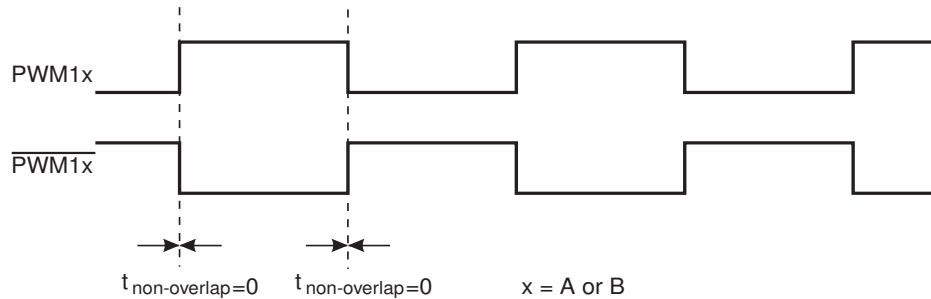 PWM1x
PWM1x
t non-overlap=0 t non-overlap=0 x = A or B